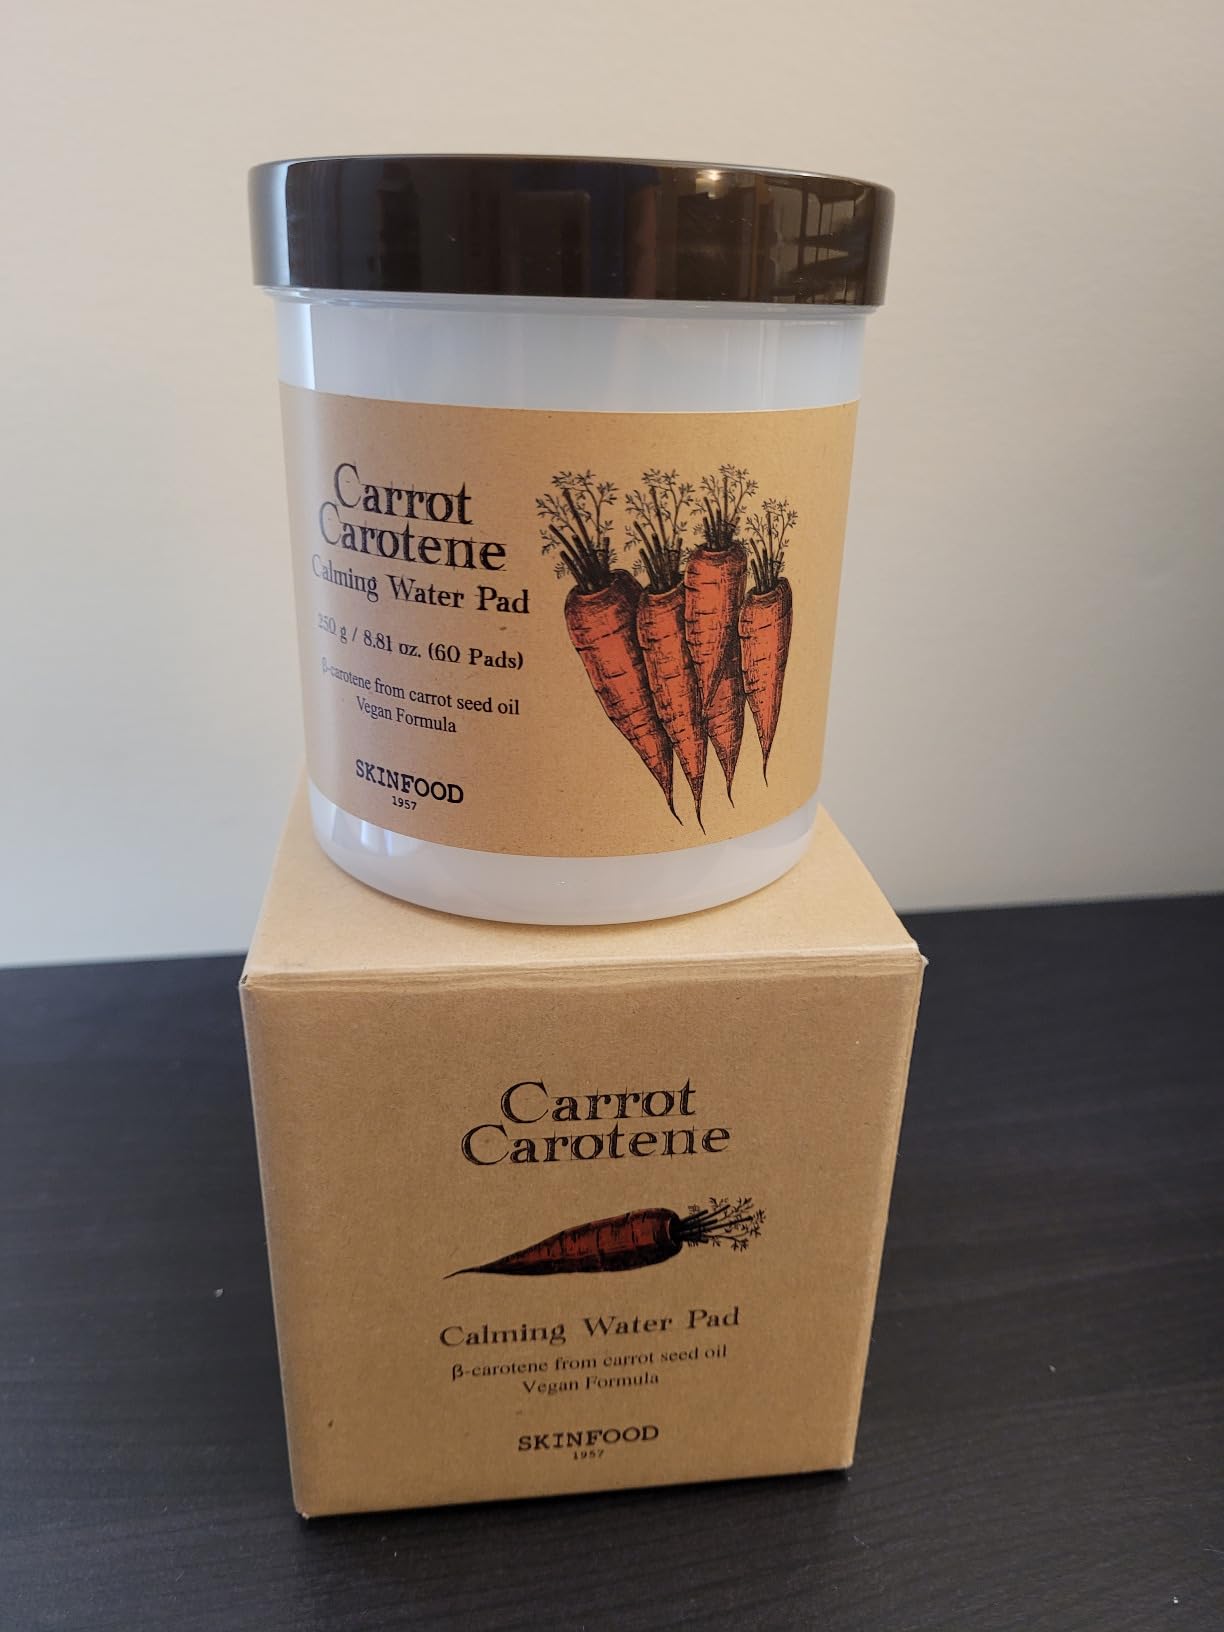 Carrot
Carotene
Calming Water Pad
250 g / 8.81 oz. (60 Pads)
β-carotene from carrot seed oil
Vegan Formula
SKINFOOD
1957
Carrot
Carotene
Calming Water Pad
β-carotene from carrot seed oil
Vegan Formula
SKINFOOD
1957